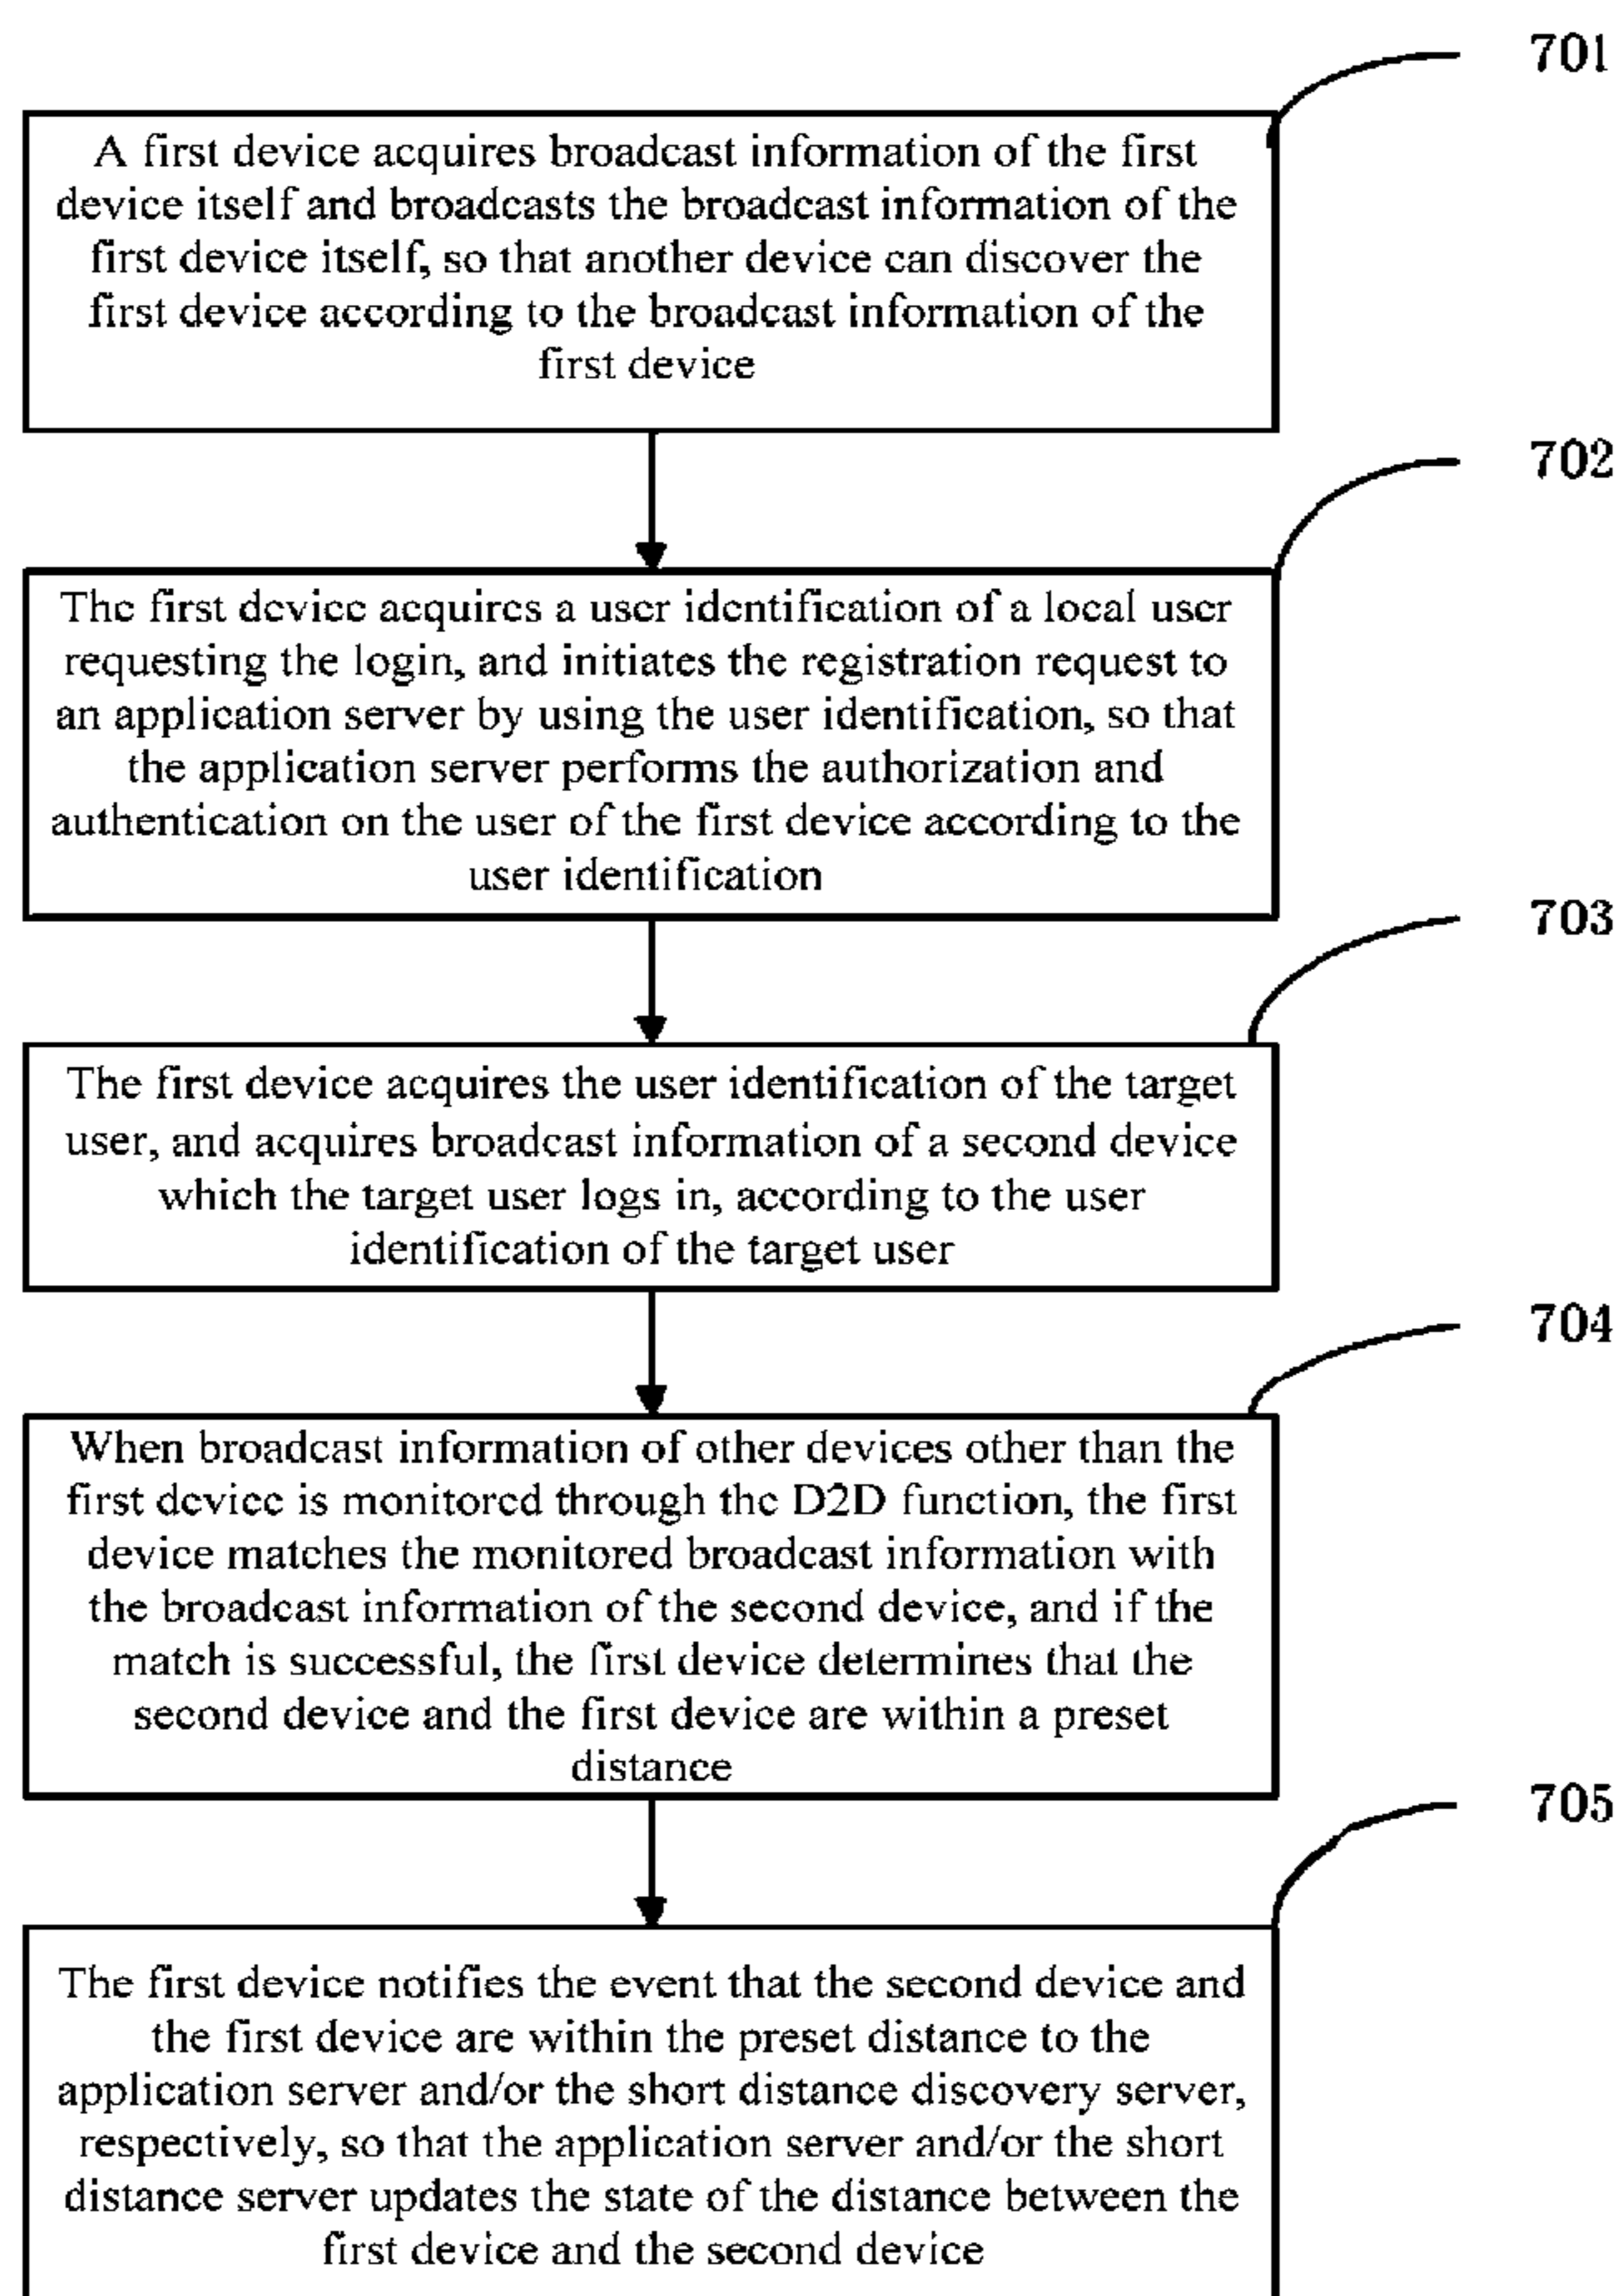 701
A first device acquires broadcast information of the first
device itself and broadcasts the broadcast information of the
first device itself, so that another device can discover the
first device according to the broadcast information of the
first device
702
The first device acquires a user identification of a local user
requesting the login, and initiates the registration request to
an application server by using the user identification, so that
the application server performs the authorization and
authentication on the user of the first device according to the
user identification
703
The first device acquires the user identification of the target
user, and acquires broadcast information of a second device
which the target user logs in, according to the user
identification of the target user
704
When broadcast information of other devices other than the
first device is monitored through the D2D function, the first
device matches the monitored broadcast information with
the broadcast information of the second device, and if the
match is successful, the first device determines that the
second device and the first device are within a preset
distance
705
The first device notifies the event that the second device and
the first device are within the preset distance to the
application server and/or the short distance discovery server,
respectively, so that the application server and/or the short
distance server updates the state of the distance between the
first device and the second device